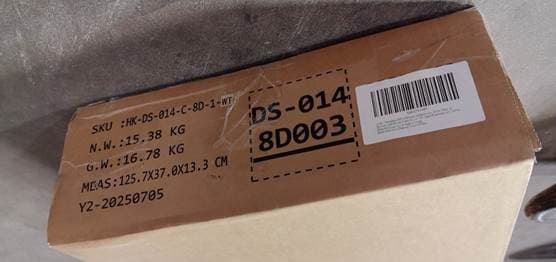 SKU :HK-DS-014-C-8D-1-WT
N.W.:15.38 KG
G.W.:16.78 KG
MEAS:125.7X37.0X13.3 CM
Y2-20250705
DS-014
8D003